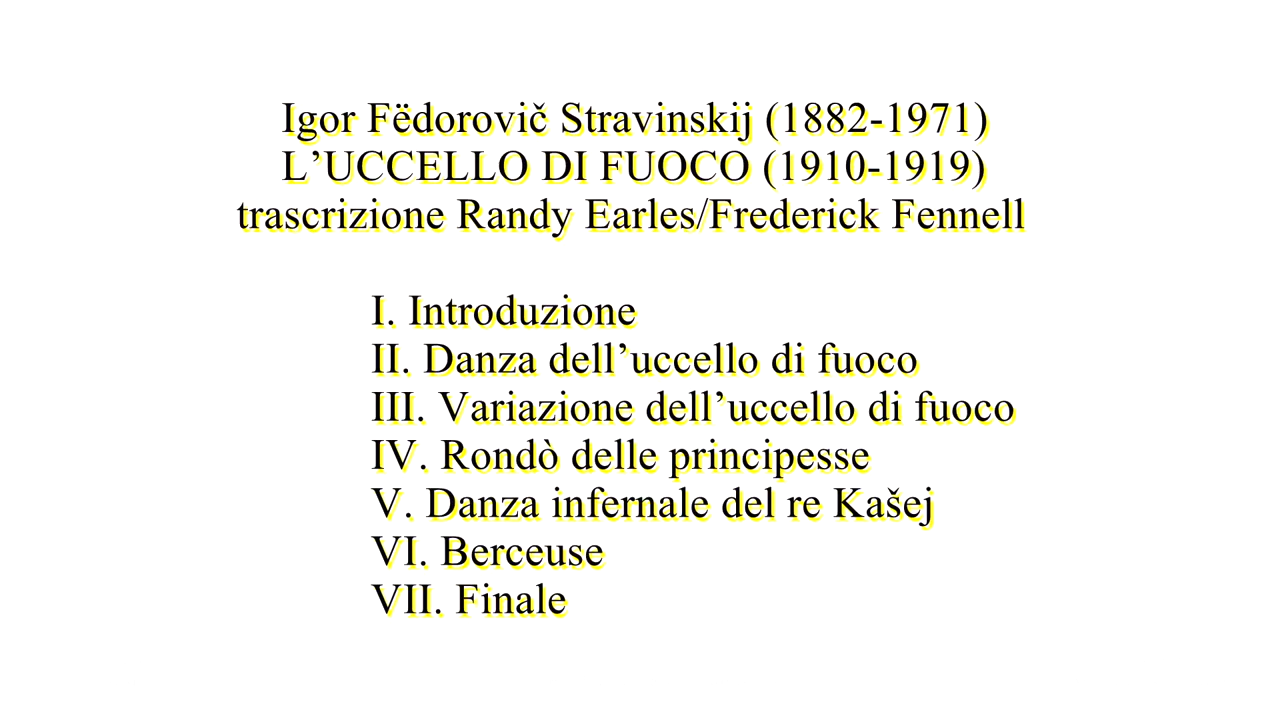 Igor Fëdorovič Stravinskij (1882-1971)
L’UCCELLO DI FUOCO (1910-1919)
trascrizione Randy Earles/Frederick Fennell
I. Introduzione
II. Danza dell’uccello di fuoco
III. Variazione dell’uccello di fuoco
IV. Rondò delle principesse
V. Danza infernale del re Kašej
VI. Berceuse
VII. Finale